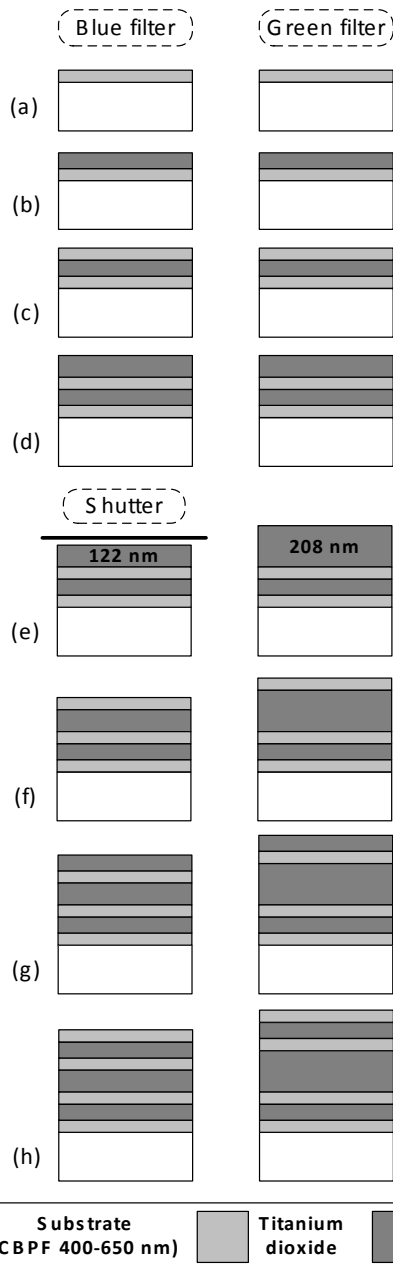 Blue filter Green filter
(a)
(b)
(c)
(d)
Shutter
122 nm 208 nm
(e)
(f)
(g)
(h)
Substrate
CBPF 400-650 nm)
Titanium
dioxide